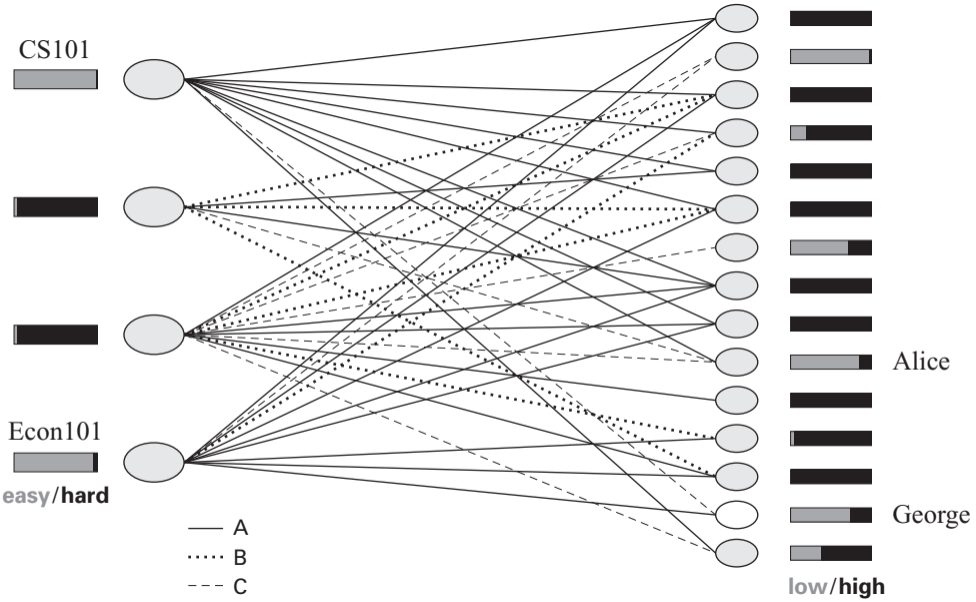 CS101
Alice
Econ101
easy/hard
George
A
B
C
low/high